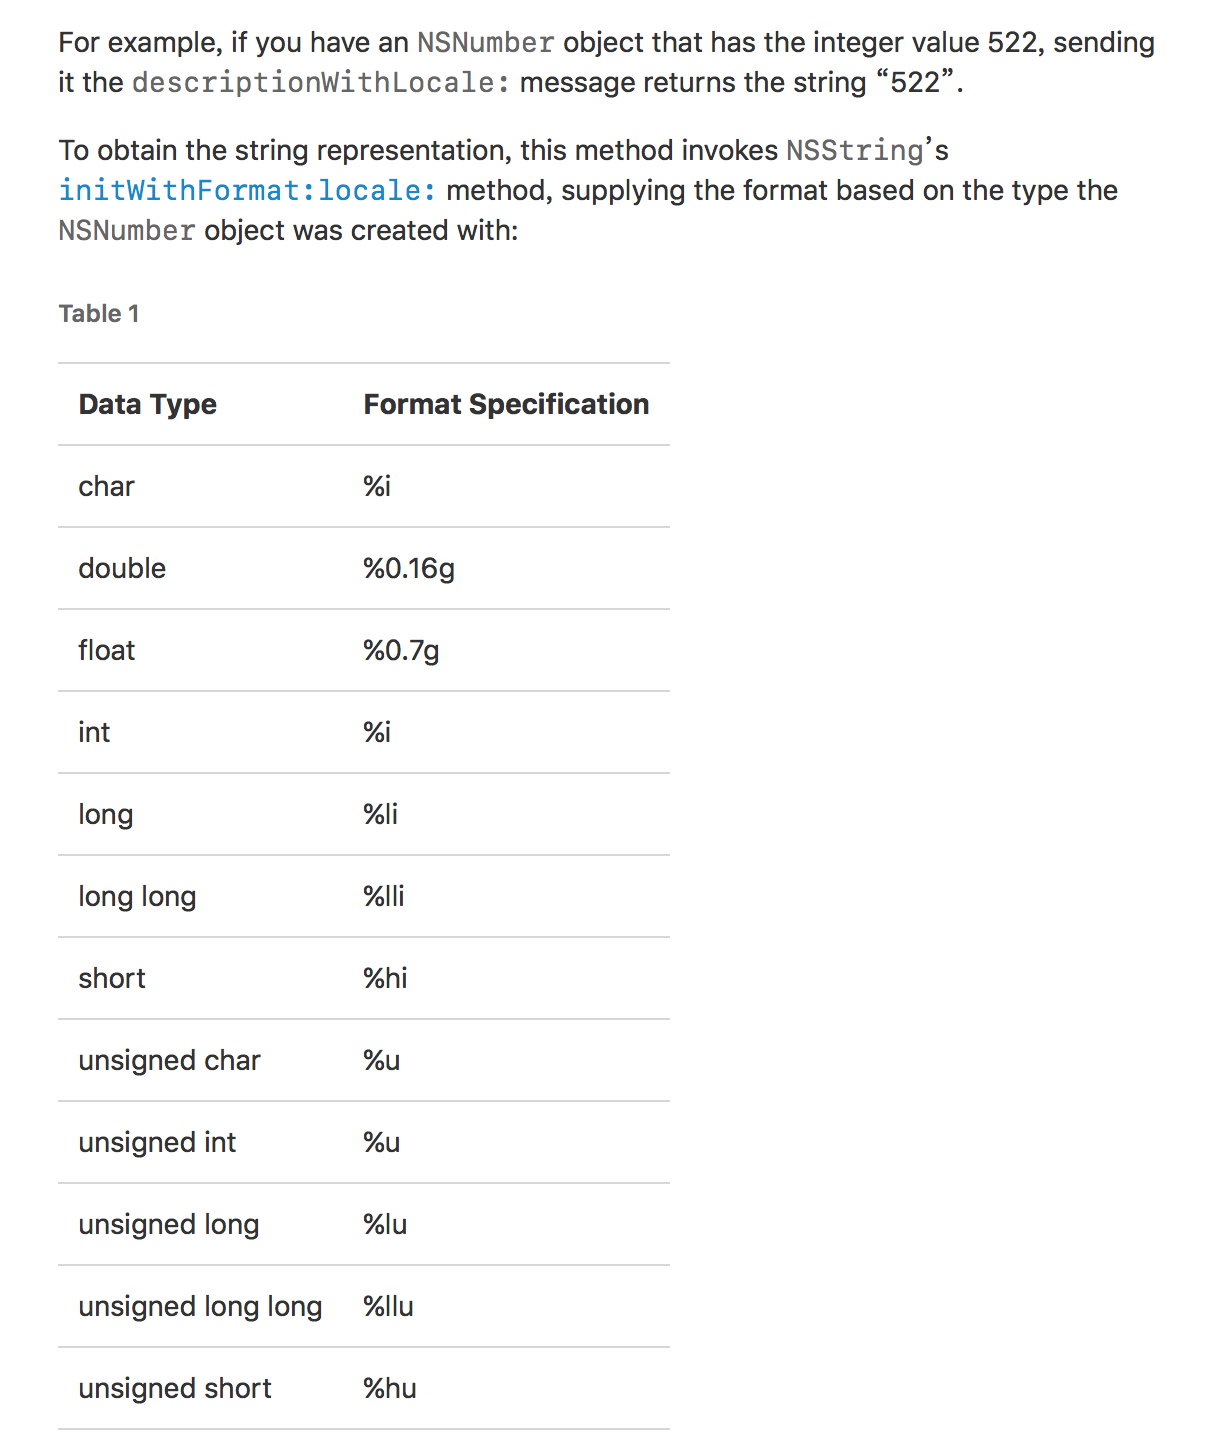 For example, if you have an NSNumber object that has the integer value 522, sending
it the descriptionWithLocale: message returns the string “522”.
To obtain the string representation, this method invokes NSString’s
initWithFormat:locale: method, supplying the format based on the type the
NSNumber object was created with:
Table 1
Data Type Format Specification
char %i
double %0.16g
float %0.7g
int %i
long %li
long long %lli
short %hi
unsigned char %u
unsigned int %u
unsigned long %lu
unsigned long long %llu
unsigned short %hu